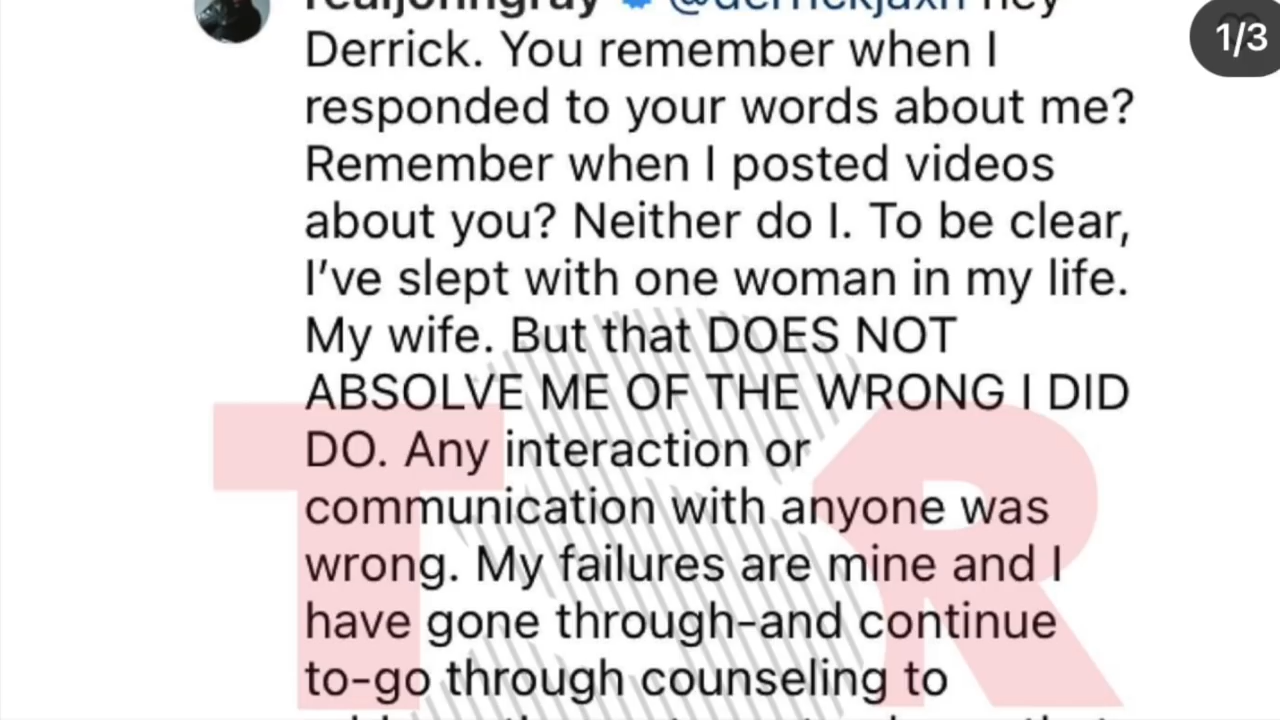 realjohngray @derrickjaxn hey
1/3
Derrick. You remember when I
responded to your words about me?
Remember when I posted videos
about you? Neither do I. To be clear,
I’ve slept with one woman in my life.
My wife. But that DOES NOT
ABSOLVE ME OF THE WRONG I DID
DO. Any interaction or
communication with anyone was
wrong. My failures are mine and I
have gone through-and continue
to-go through counseling to
T R